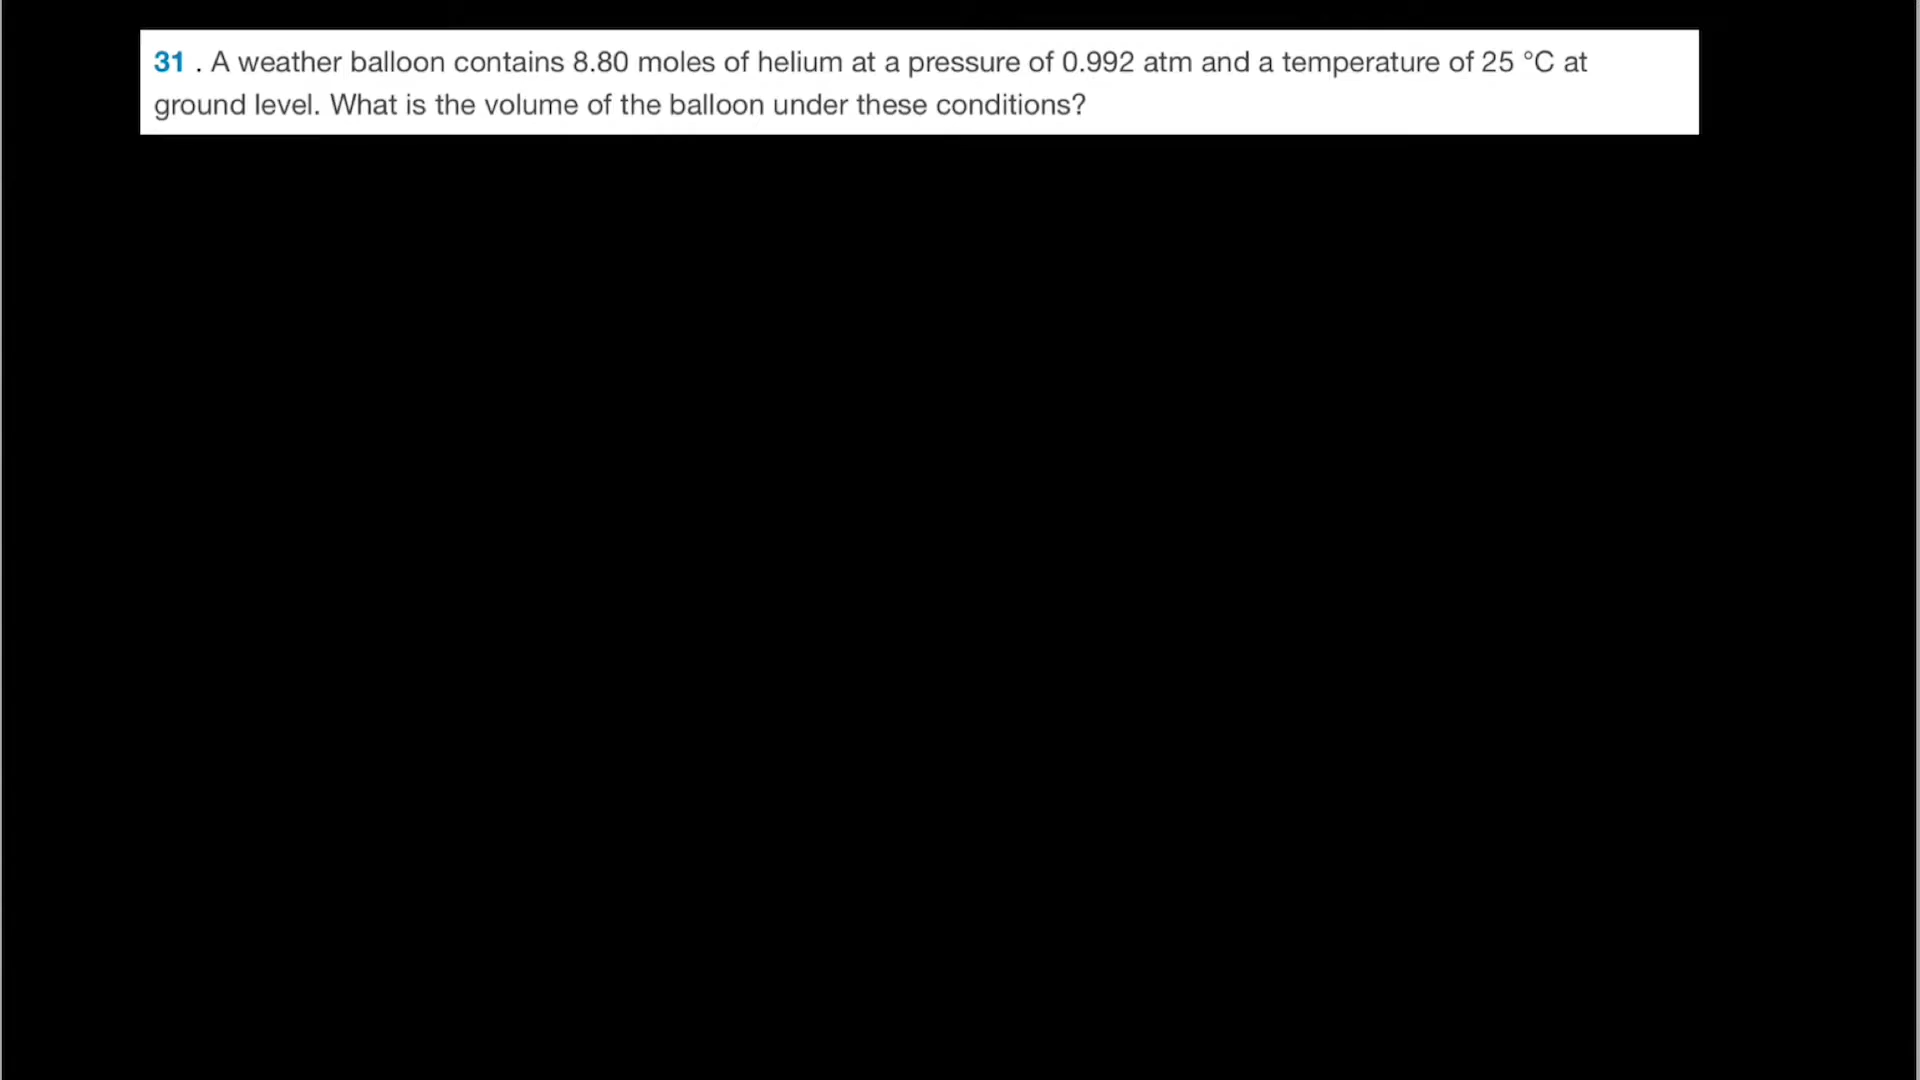 31 . A weather balloon contains 8.80 moles of helium at a pressure of 0.992 atm and a temperature of 25 °C at
ground level. What is the volume of the balloon under these conditions?